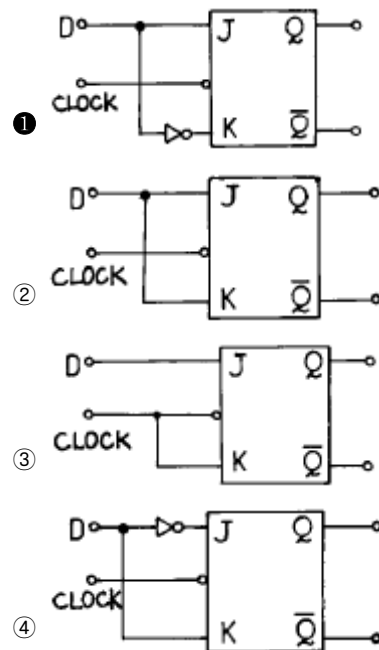 D J Q
CLOCK
❶ K Q̅
D J Q
② CLOCK
K Q̅
D J Q
CLOCK
③ K Q̅
D J Q
CLOCK
④ K Q̅